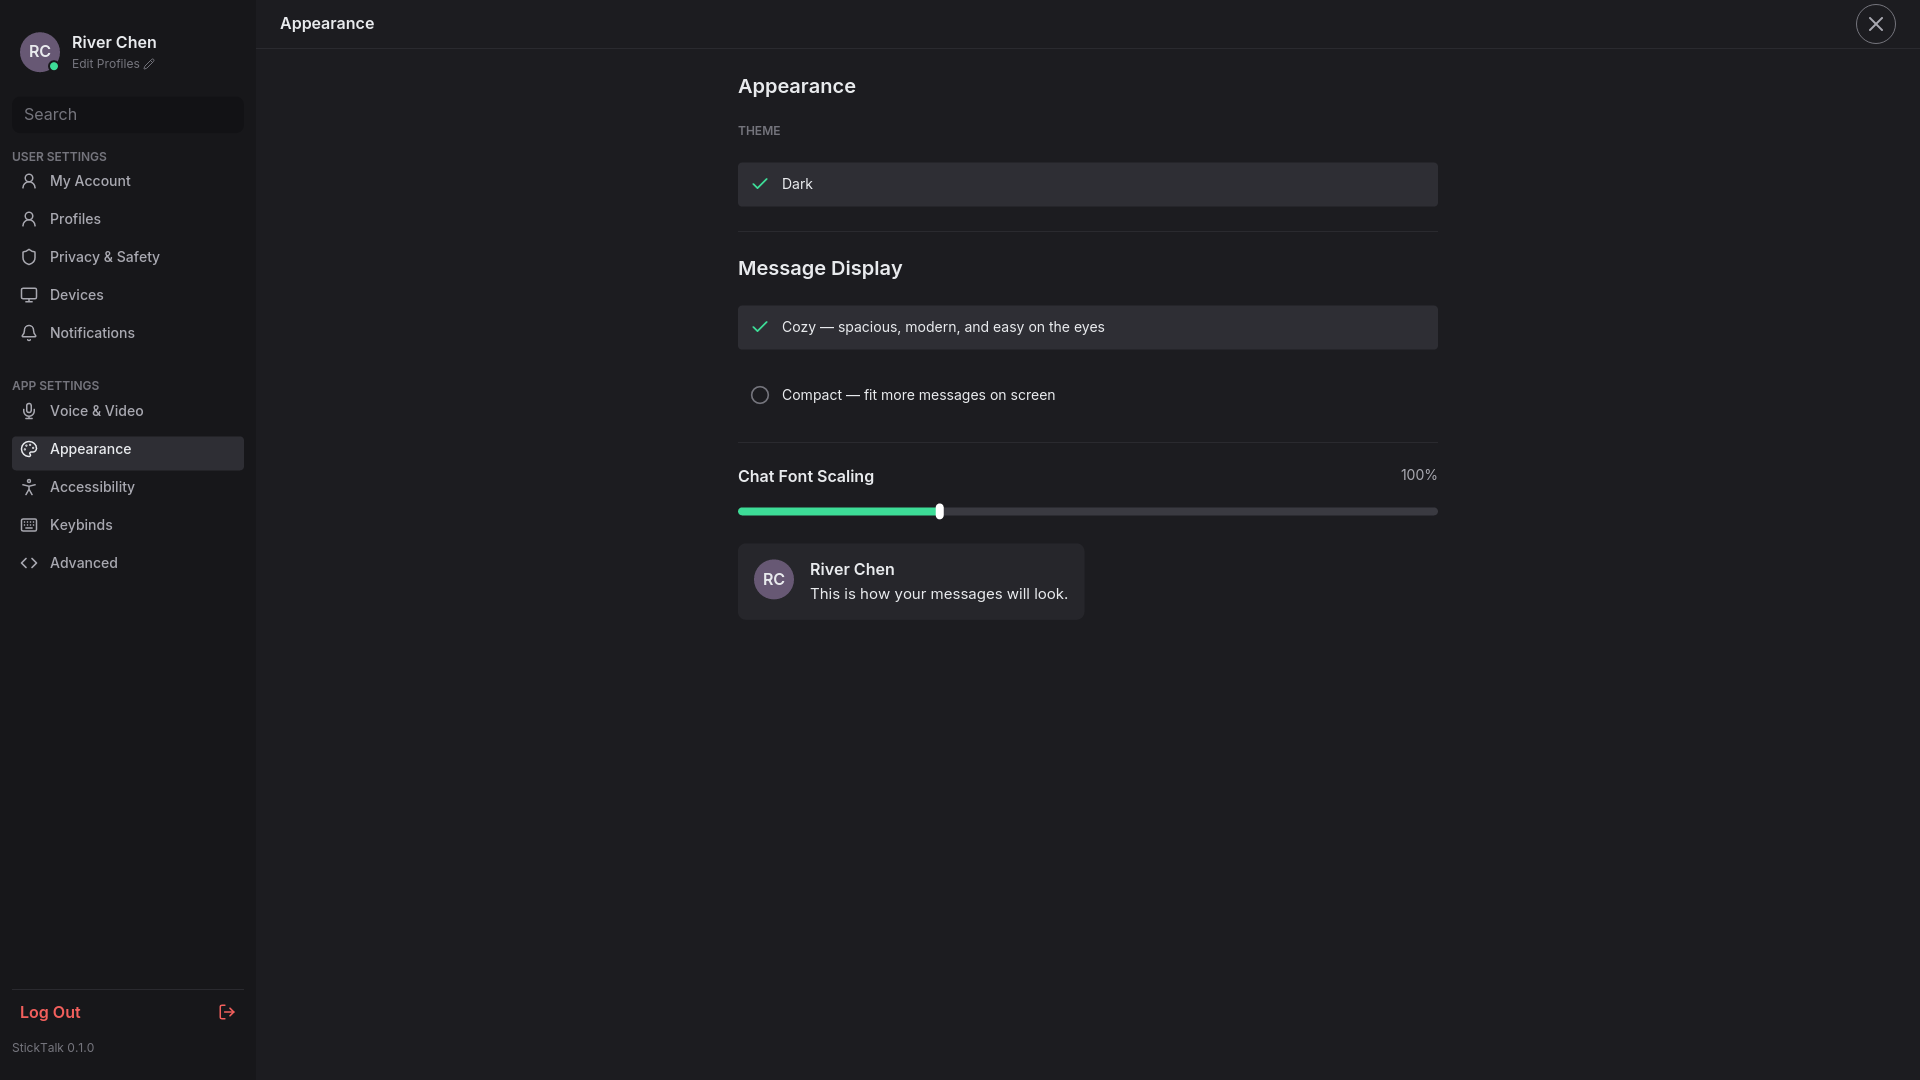 RC
River Chen
Edit Profiles
Search
USER SETTINGS
My Account
Profiles
Privacy & Safety
Devices
Notifications
APP SETTINGS
Voice & Video
Appearance
Accessibility
Keybinds
Advanced
Log Out
StickTalk 0.1.0
Appearance
Appearance
THEME
Dark
Message Display
Cozy — spacious, modern, and easy on the eyes
Compact — fit more messages on screen
Chat Font Scaling
100%
RC
River Chen
This is how your messages will look.